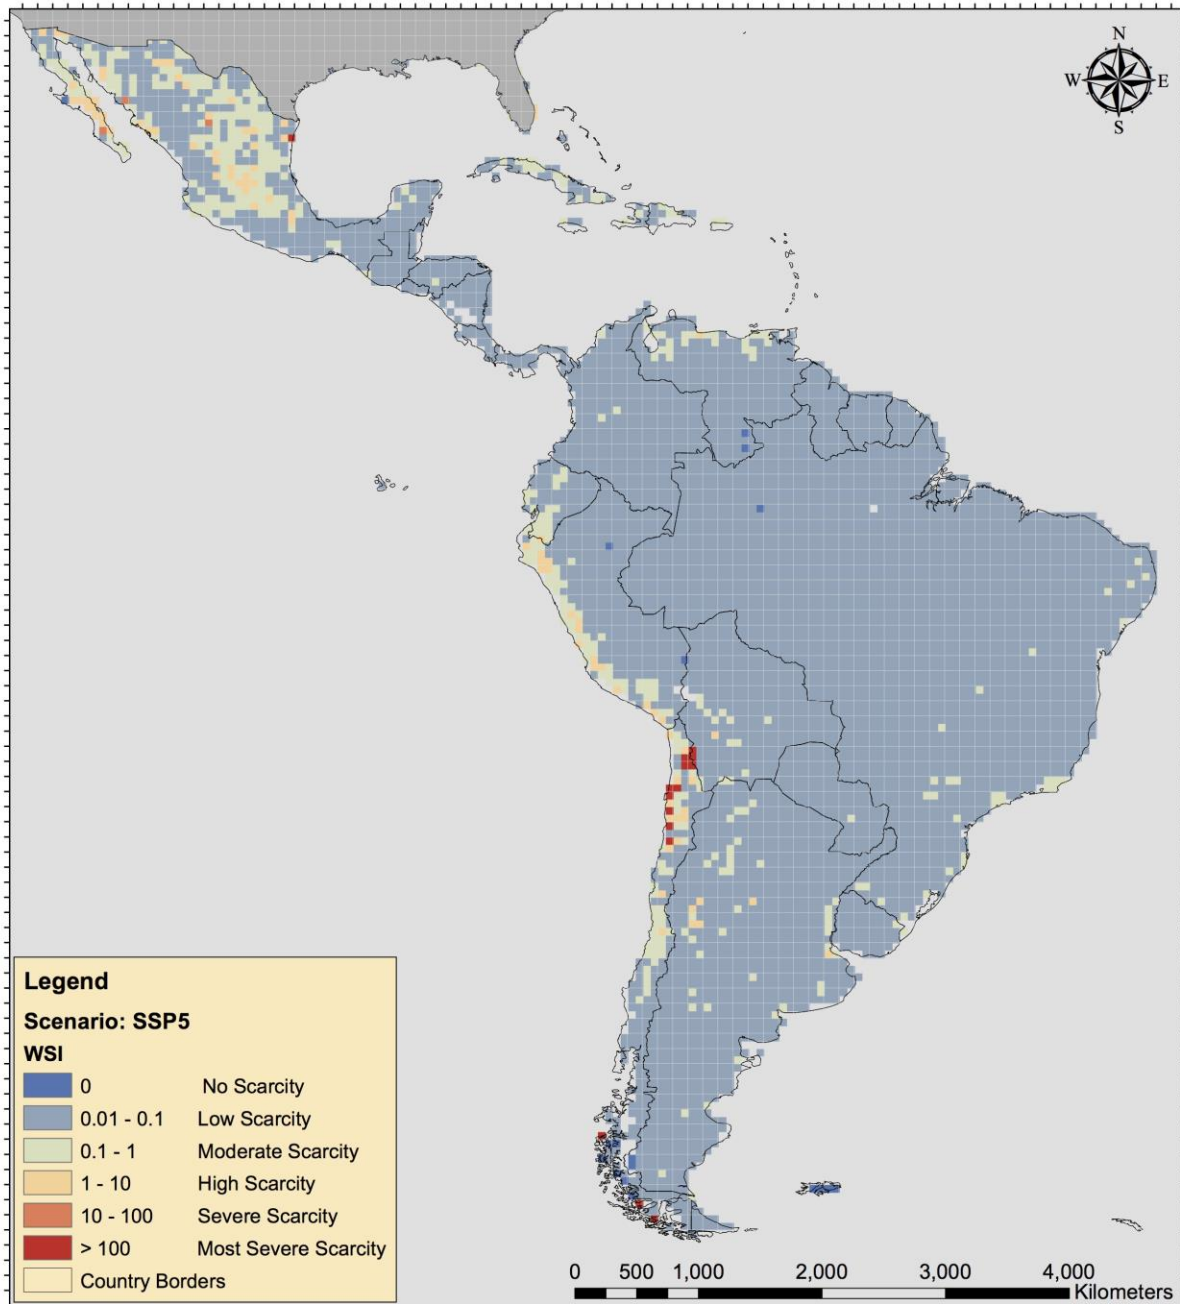 N
W E
S
Legend
Scenario: SSP5
WSI
0 No Scarcity
0.01 - 0.1 Low Scarcity
0.1 - 1 Moderate Scarcity
1 - 10 High Scarcity
10 - 100 Severe Scarcity
> 100 Most Severe Scarcity
Country Borders
0 500 1,000 2,000 3,000 4,000
Kilometers